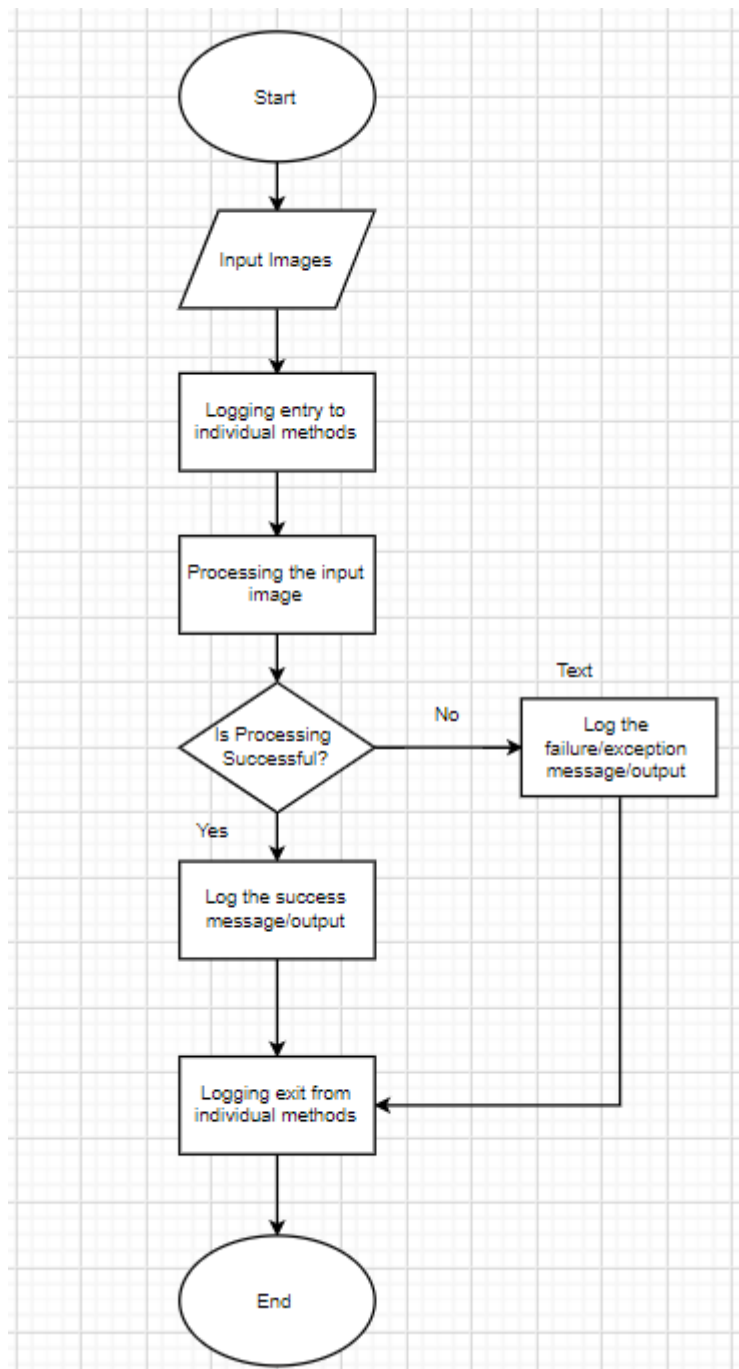 Start
Input Images
Logging entry to
individual methods
Processing the input
image
Is Processing
Successful?
No
Text
Log the
failure/exception
message/output
Yes
Log the success
message/output
Logging exit from
individual methods
End